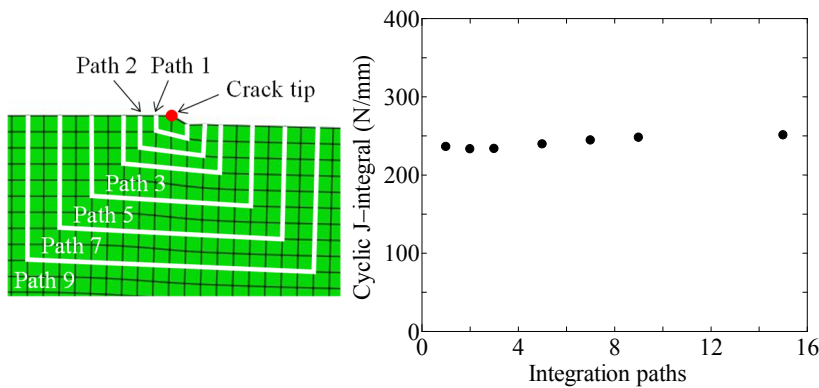 Path 2 Path 1
Crack tip
Path 3
Path 5
Path 7
Path 9
Cyclic J−integral (N/mm)
400
300
200
100
0
0 4 8 12 16
Integration paths